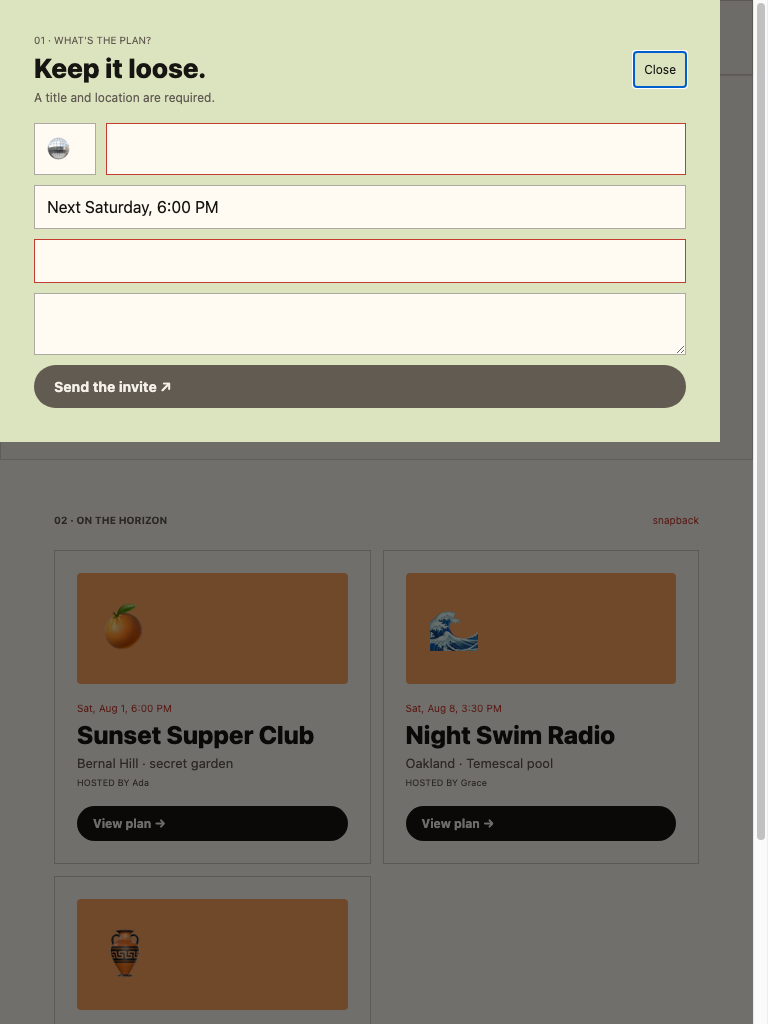 01 · WHAT'S THE PLAN?
Keep it loose.
Close
A title and location are required.
Next Saturday, 6:00 PM
Send the invite ↗
02 · ON THE HORIZON
snapback
Sat, Aug 1, 6:00 PM
Sunset Supper Club
Bernal Hill · secret garden
HOSTED BY Ada
View plan →
Sat, Aug 8, 3:30 PM
Night Swim Radio
Oakland · Temescal pool
HOSTED BY Grace
View plan →